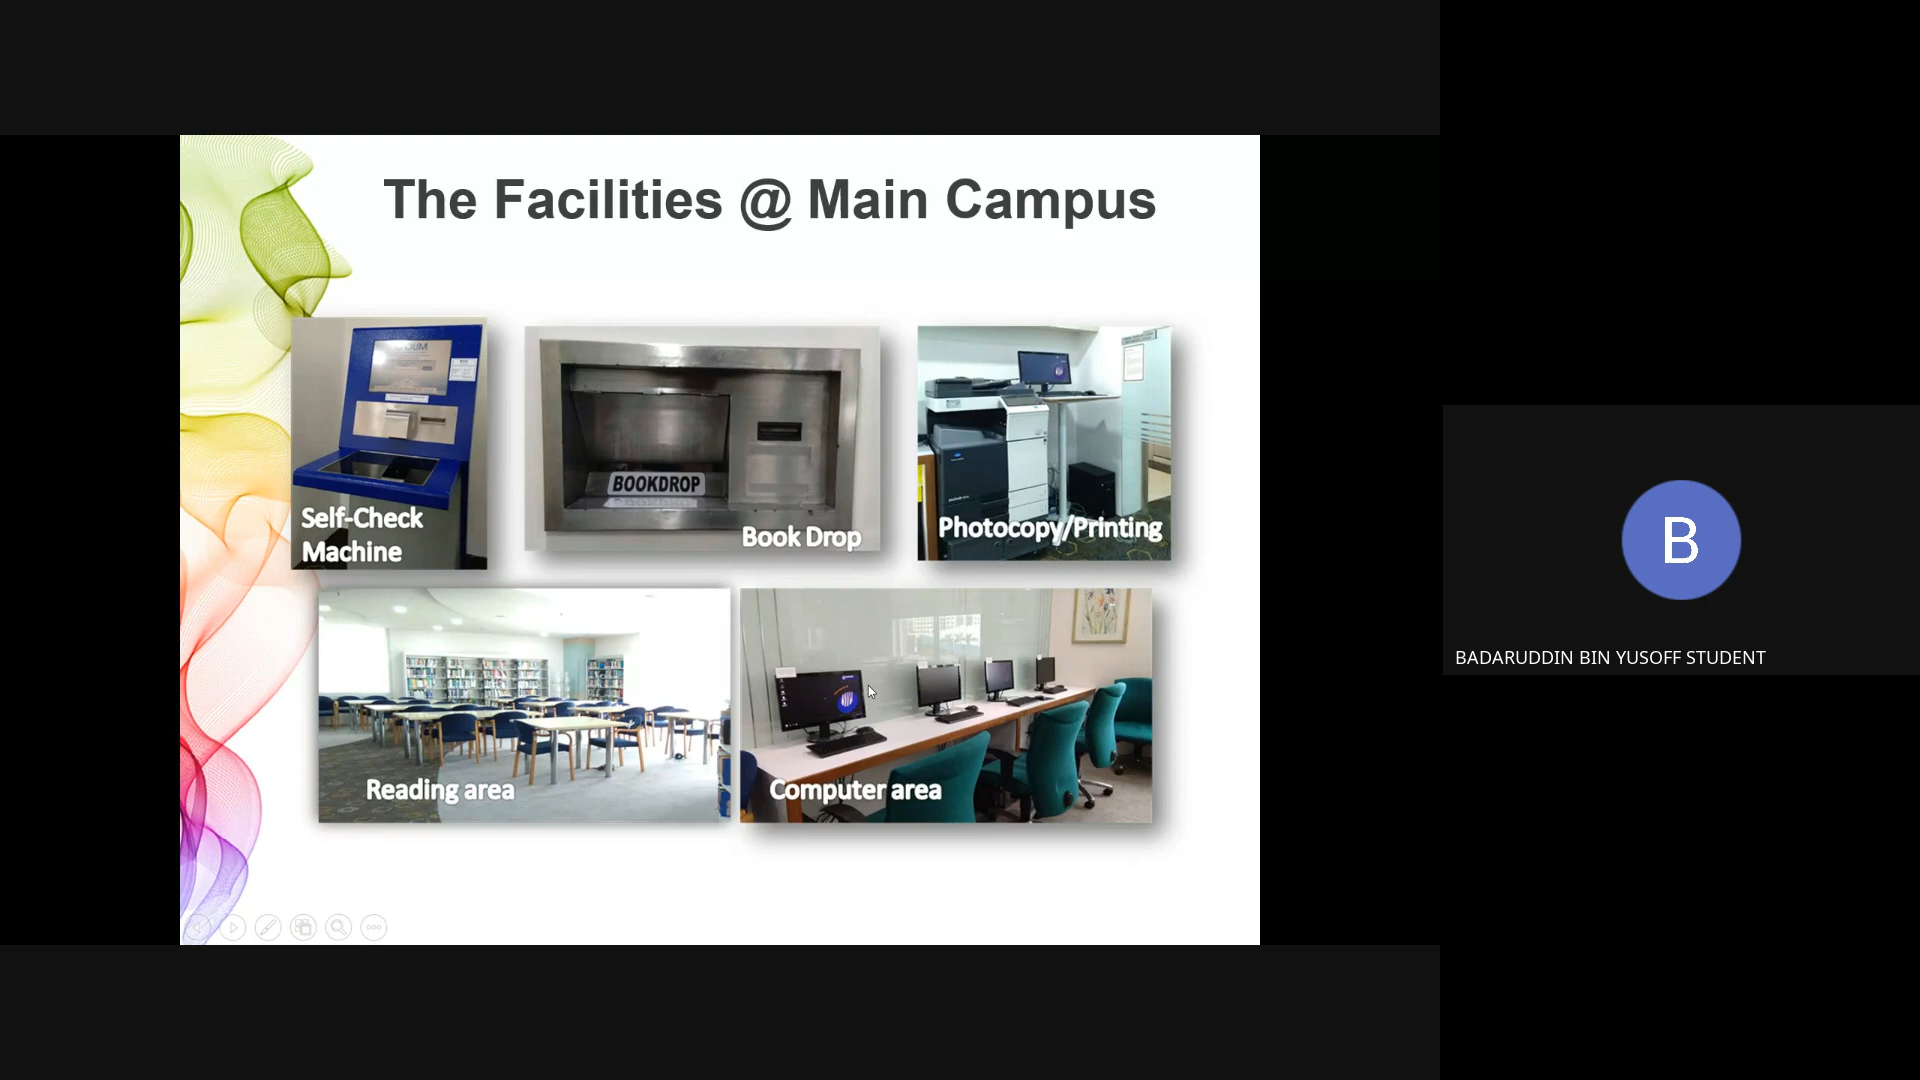 The Facilities @ Main Campus
Self-Check
Machine
BOOKDROP
Book Drop
Photocopy/Printing
Reading area
Computer area
B
BADARUDDIN BIN YUSOFF STUDENT